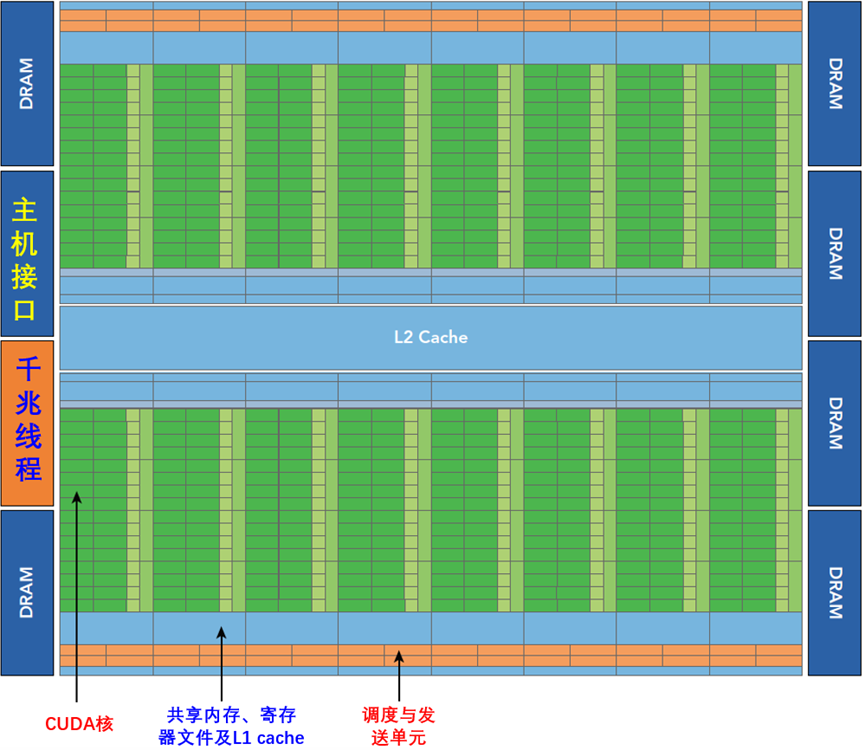 DRAM
DRAM
主
机
接
口
DRAM
L2 Cache
千
兆
线
程
DRAM
DRAM
DRAM
CUDA核
共享内存、寄存
器文件及L1 cache
调度与发
送单元